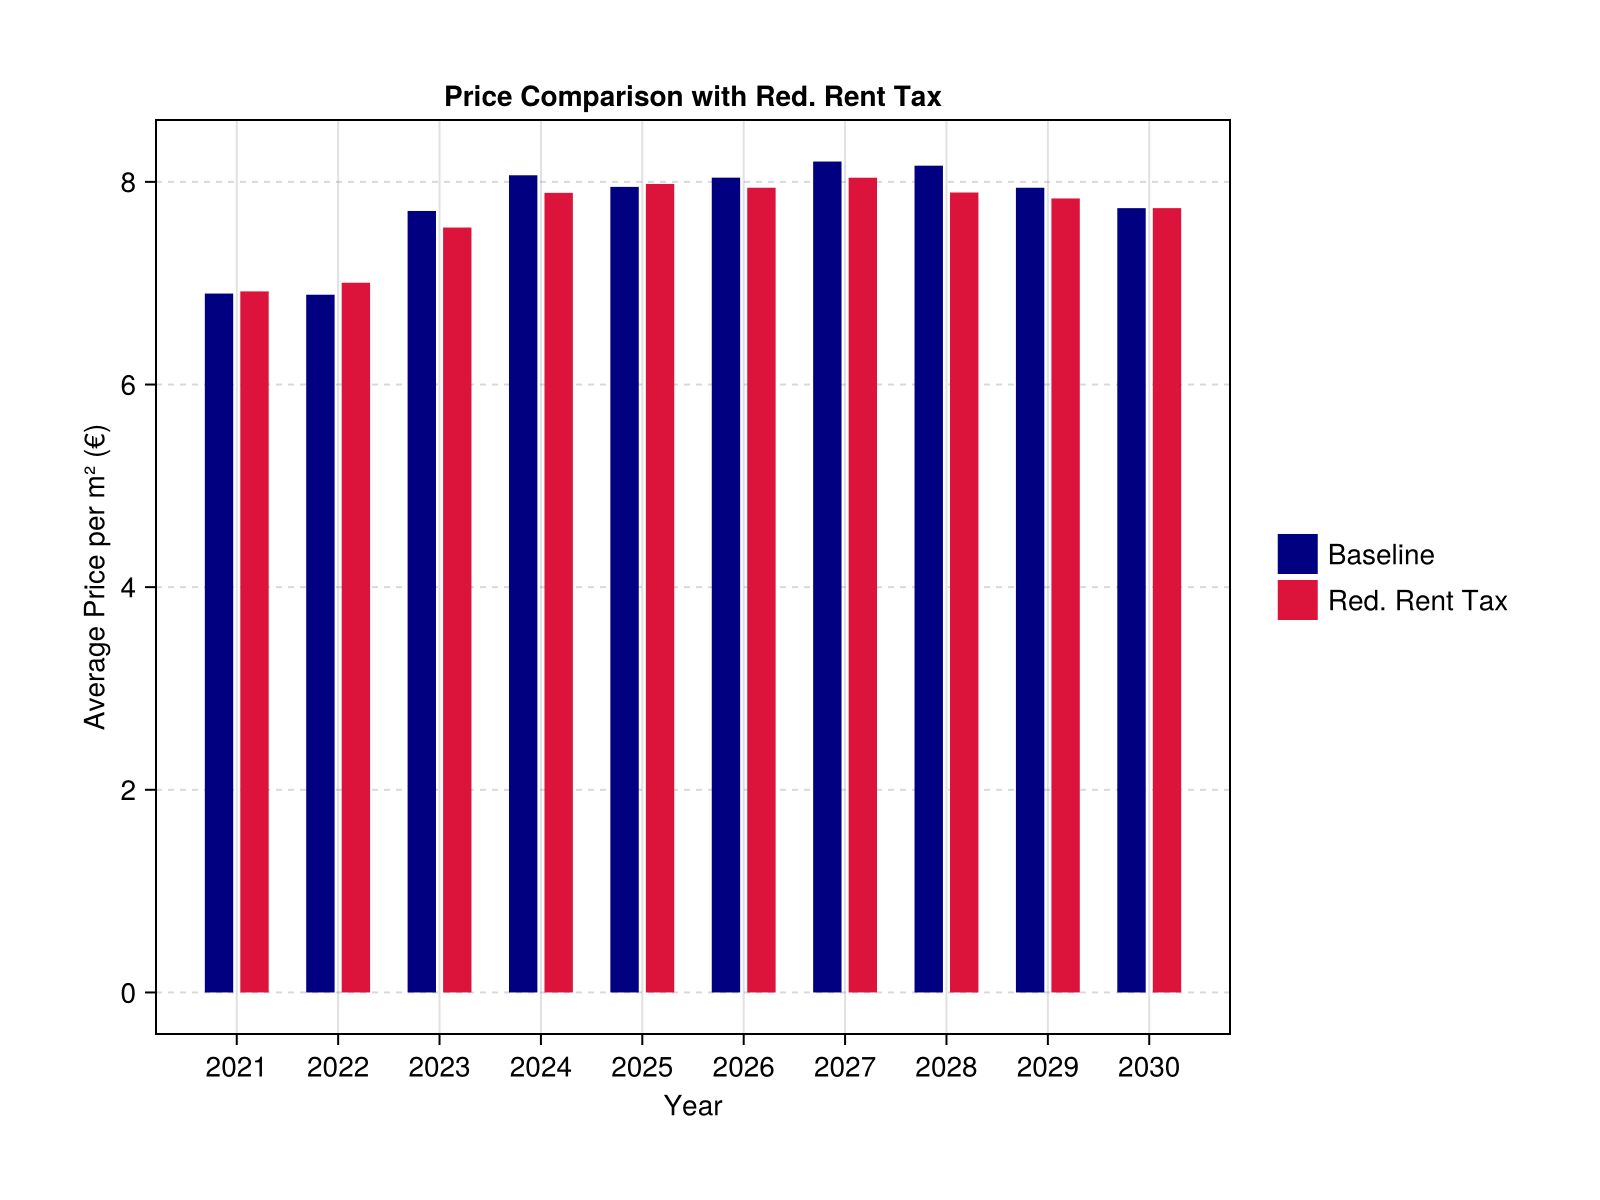 Price Comparison with Red. Rent Tax
Average Price per m² (€)
8
6
4
2
0
2021 2022 2023 2024 2025 2026 2027 2028 2029 2030
Year
Baseline
Red. Rent Tax